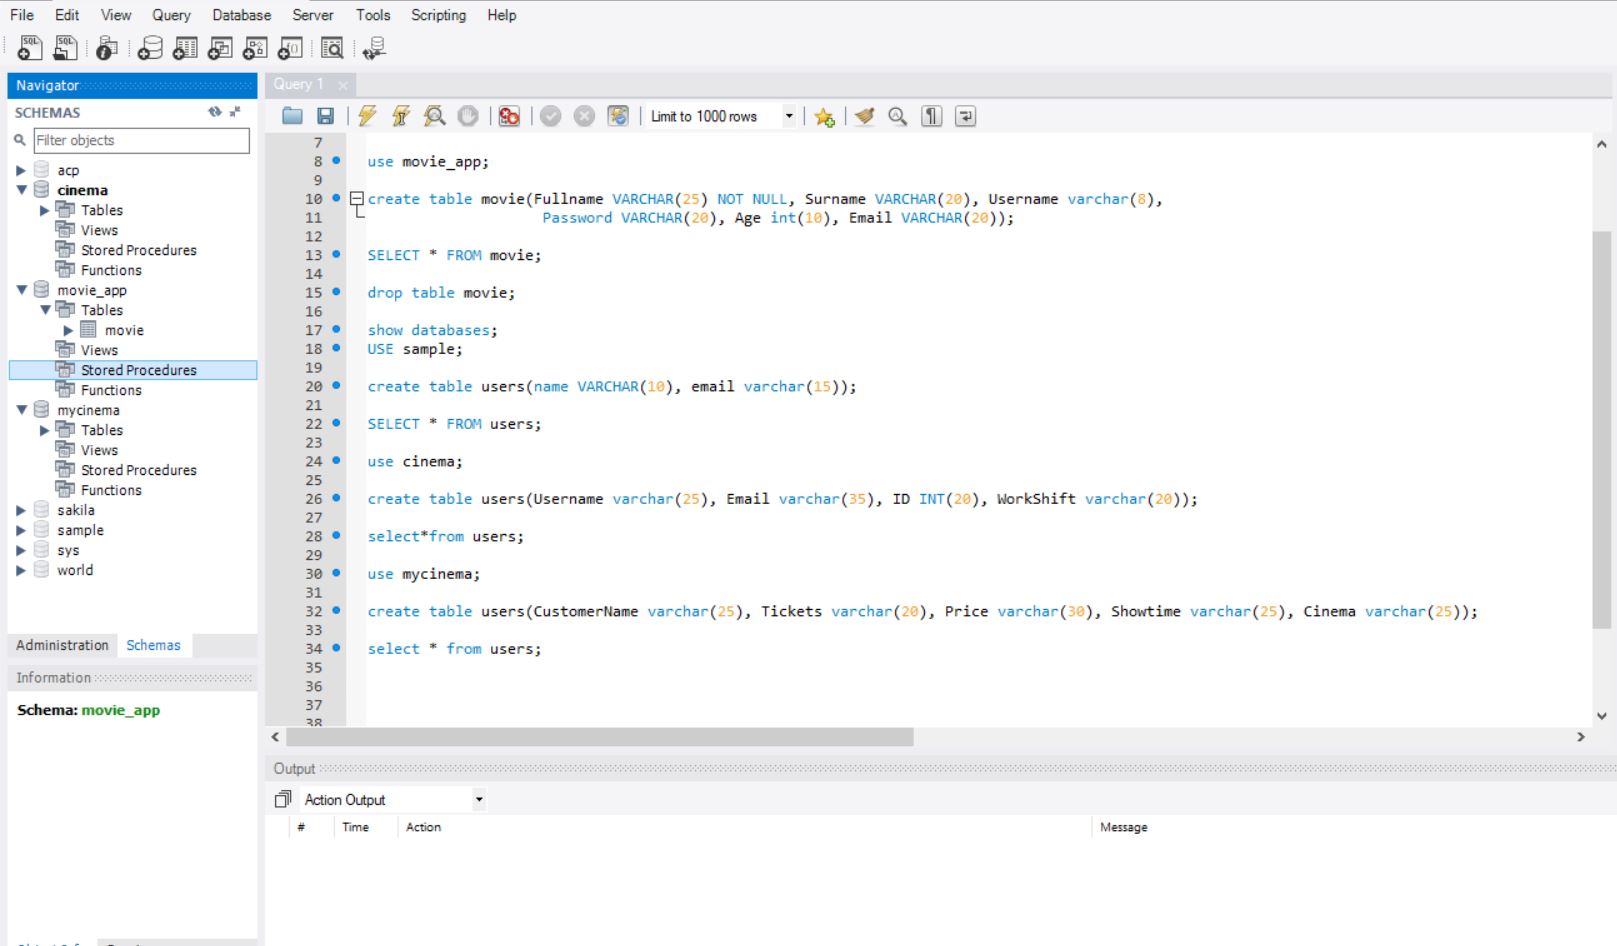 File Edit View Query Database Server Tools Scripting Help
Navigator
SCHEMAS
Filter objects
acp
cinema
Tables
Views
Stored Procedures
Functions
movie_app
Tables
movie
Views
Stored Procedures
Functions
mycinema
Tables
Views
Stored Procedures
Functions
sakila
sample
sys
world
Administration Schemas
Information
Schema: movie_app
Query 1
Limit to 1000 rows
7
8 use movie_app;
9
10 create table movie(Fullname VARCHAR(25) NOT NULL, Surname VARCHAR(20), Username varchar(8),
11 Password VARCHAR(20), Age int(10), Email VARCHAR(20));
12
13 SELECT * FROM movie;
14
15 drop table movie;
16
17 show databases;
18 USE sample;
19
20 create table users(name VARCHAR(10), email varchar(15));
21
22 SELECT * FROM users;
23
24 use cinema;
25
26 create table users(Username varchar(25), Email varchar(35), ID INT(20), WorkShift varchar(20));
27
28 select*from users;
29
30 use mycinema;
31
32 create table users(CustomerName varchar(25), Tickets varchar(20), Price varchar(30), Showtime varchar(25), Cinema varchar(25));
33
34 select * from users;
35
36
37
38
Output
Action Output
# Time Action Message